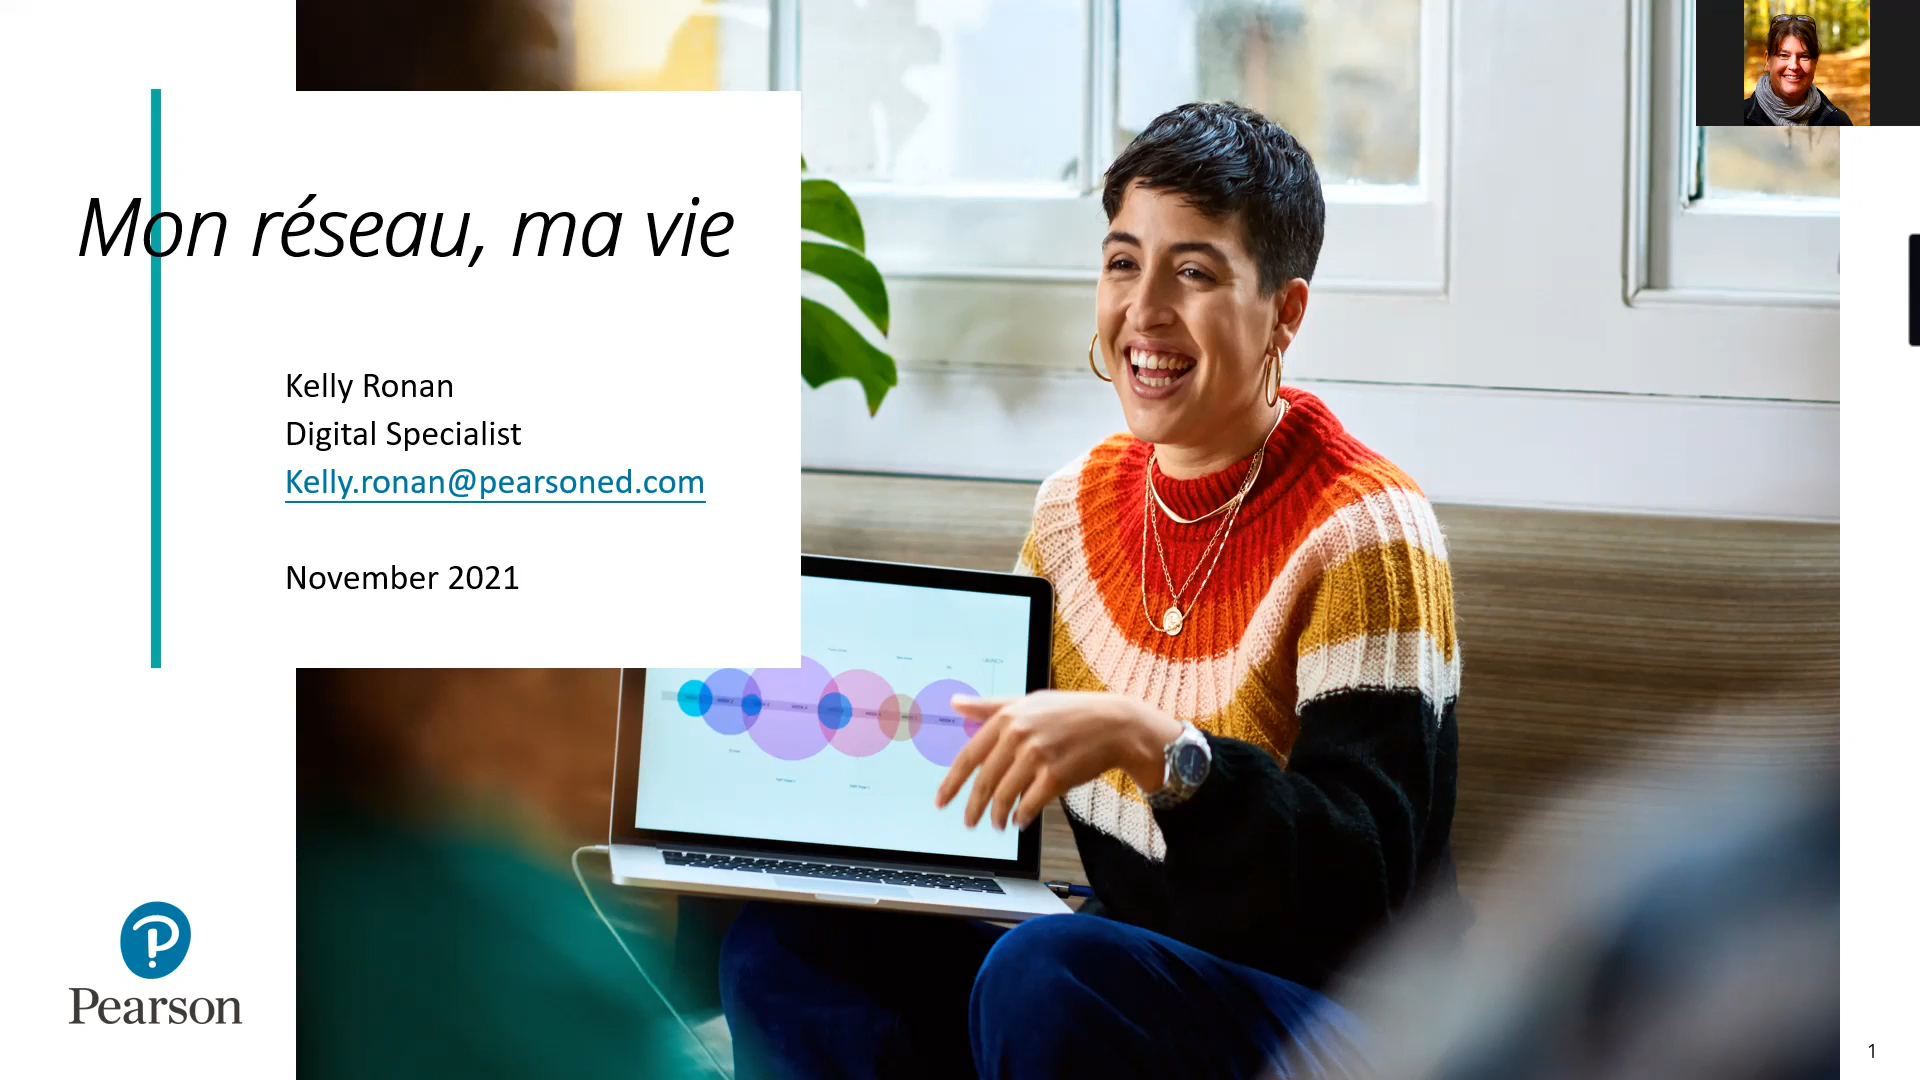 Mon réseau, ma vie
Kelly Ronan
Digital Specialist
Kelly.ronan@pearsoned.com
November 2021
Pearson
1